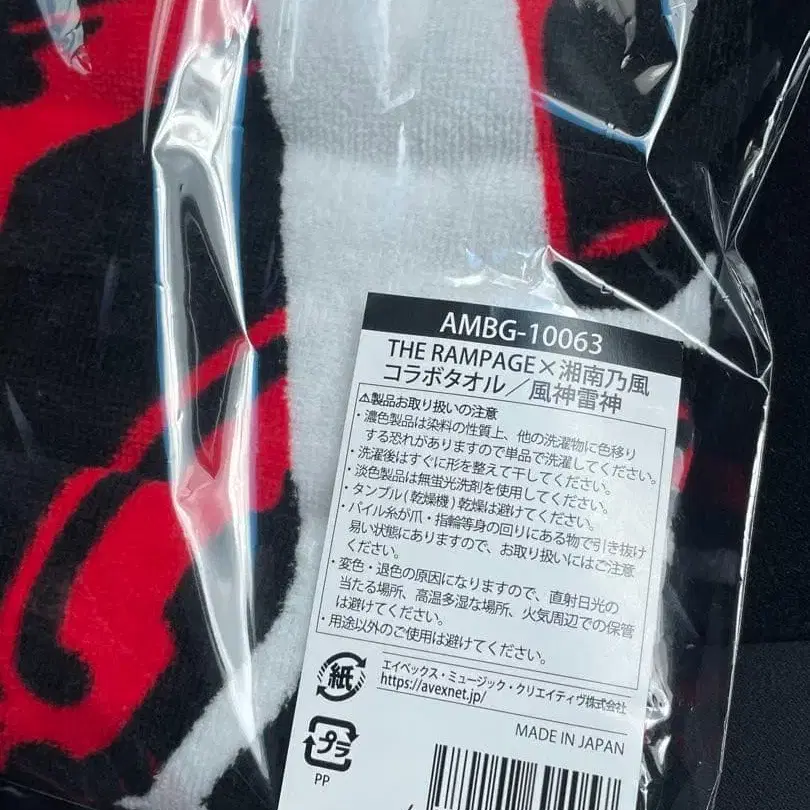 AMBG-10063
THE RAMPAGE×湘南乃風
コラボタオル/風神雷神
⚠製品お取り扱いの注意
・濃色製品は染料の性質上、他の洗濯物に色移り
する恐れがありますので単品で洗濯してください。
・洗濯後はすぐに形を整えて干してください。
・淡色製品は無蛍光洗剤を使用してください。
・タンブル(乾燥機)乾燥は避けてください。
・パイル糸が爪・指輪等身の回りにある物で引き抜け
易い状態にありますので、お取り扱いにはご注意
ください。
・変色・退色の原因になりますので、直射日光の
当たる場所、高温多湿な場所、火気周辺での保管
は避けてください。
・用途以外のご使用は避けてください。
紙
エイベックス・ミュージック・クリエイティヴ株式会社
https://avexnet.jp/
MADE IN JAPAN
プラ
PP